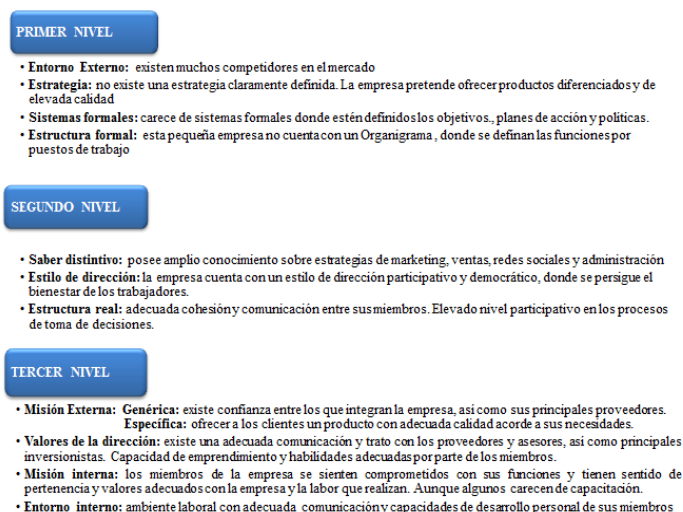 PRIMER NIVEL
• Entorno Externo: existen muchos competidores en el mercado
• Estrategia: no existe una estrategia claramente definida. La empresa pretende ofrecer productos diferenciados y de
elevada calidad
• Sistemas formales: carece de sistemas formales donde estén definidos los objetivos., planes de acción y políticas.
• Estructura formal: esta pequeña empresa no cuenta con un Organigrama , donde se definan las funciones por
puestos de trabajo
SEGUNDO NIVEL
• Saber distintivo: posee amplio conocimiento sobre estrategias de marketing, ventas, redes sociales y administración
• Estilo de dirección: la empresa cuenta con un estilo de dirección participativo y democrático, donde se persigue el
bienestar de los trabajadores.
• Estructura real: adecuada cohesión y comunicación entre sus miembros. Elevado nivel participativo en los procesos
de toma de decisiones.
TERCER NIVEL
• Misión Externa: Genérica: existe confianza entre los que integran la empresa, así como sus principales proveedores.
Específica: ofrecer a los clientes un producto con adecuada calidad acorde a sus necesidades.
• Valores de la dirección: existe una adecuada comunicación y trato con los proveedores y asesores, así como principales
inversionistas. Capacidad de emprendimiento y habilidades adecuadas por parte de los miembros.
• Misión interna: los miembros de la empresa se sienten comprometidos con sus funciones y tienen sentido de
pertenencia y valores adecuados con la empresa y la labor que realizan. Aunque algunos carecen de capacitación.
• Entorno interno: ambiente laboral con adecuada comunicación y capacidades de desarrollo personal de sus miembros